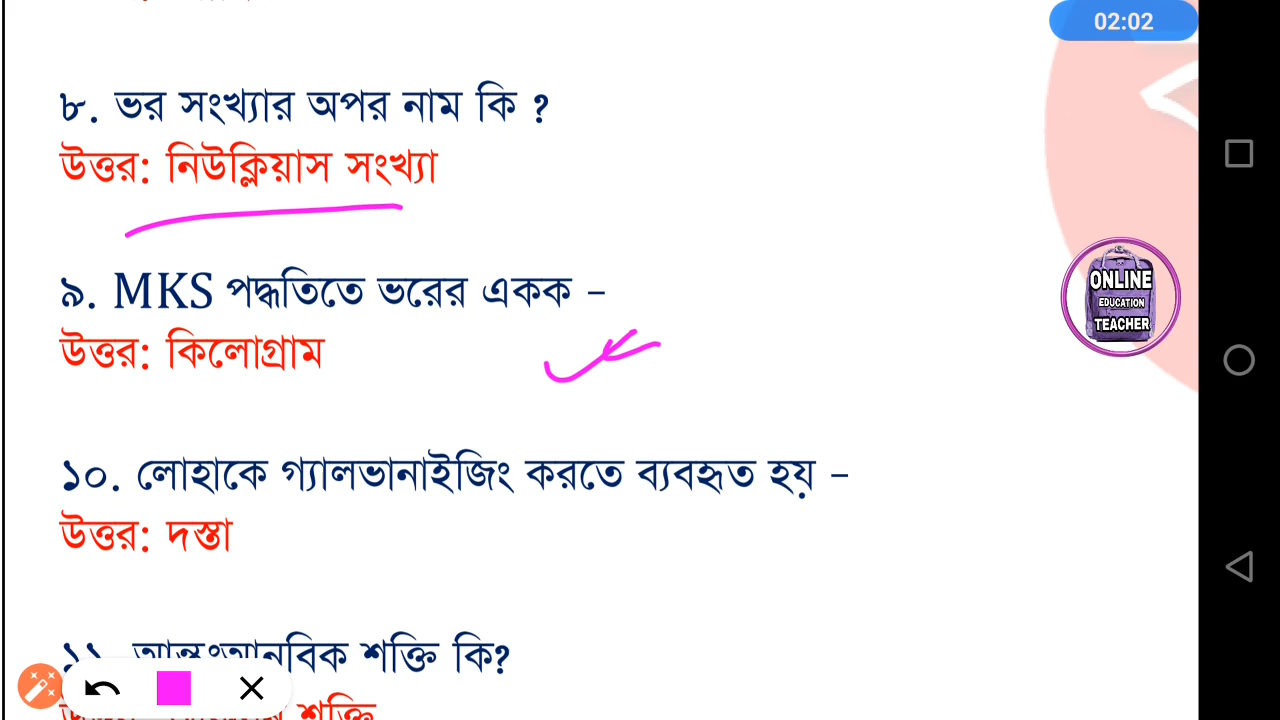 02:02
৮. ভর সংখ্যার অপর নাম কি ?
উত্তর: নিউক্লিয়াস সংখ্যা
৯. MKS পদ্ধতিতে ভরের একক –
উত্তর: কিলোগ্রাম
ONLINE
EDUCATION
TEACHER
১০. লোহাকে গ্যালভানাইজিং করতে ব্যবহৃত হয় –
উত্তর: দস্তা
১১. আন্তঃআনবিক শক্তি কি?
শক্তি